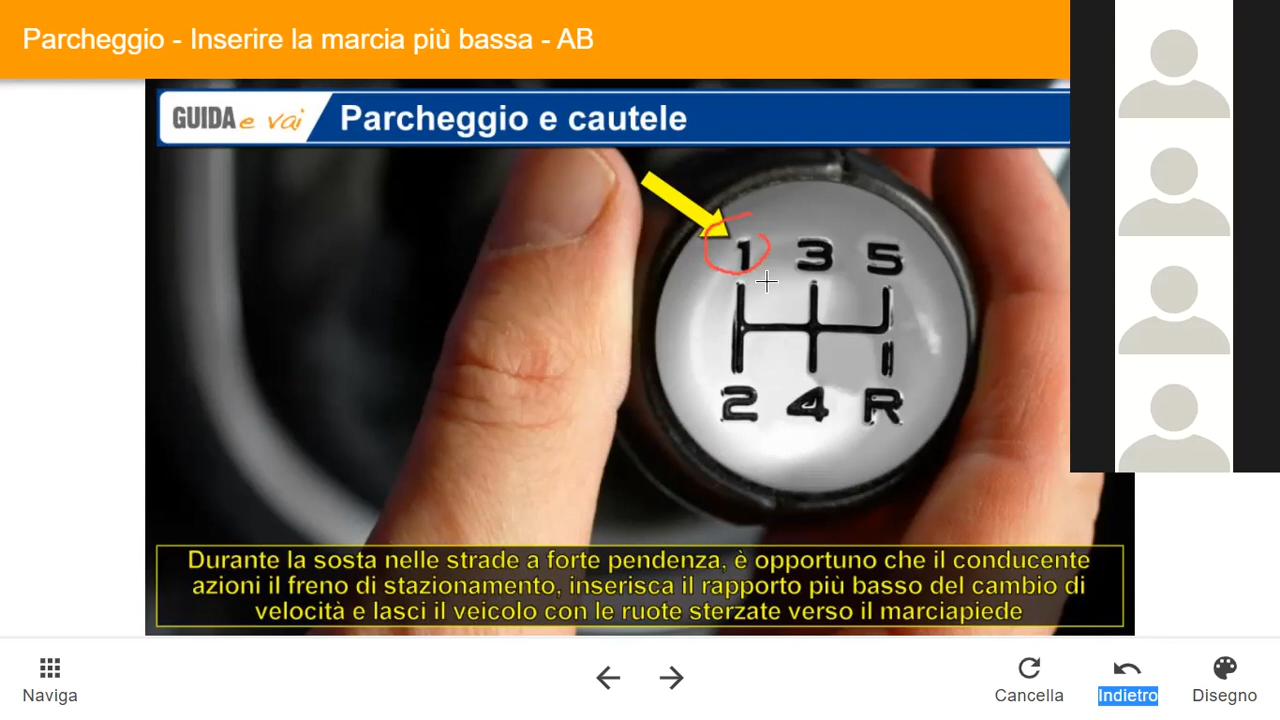 Parcheggio - Inserire la marcia più bassa - AB
GUIDA e vai
Parcheggio e cautele
1 3 5
2 4 R
Durante la sosta nelle strade a forte pendenza, è opportuno che il conducente
azioni il freno di stazionamento, inserisca il rapporto più basso del cambio di
velocità e lasci il veicolo con le ruote sterzate verso il marciapiede
Naviga
Cancella
Indietro
Disegno